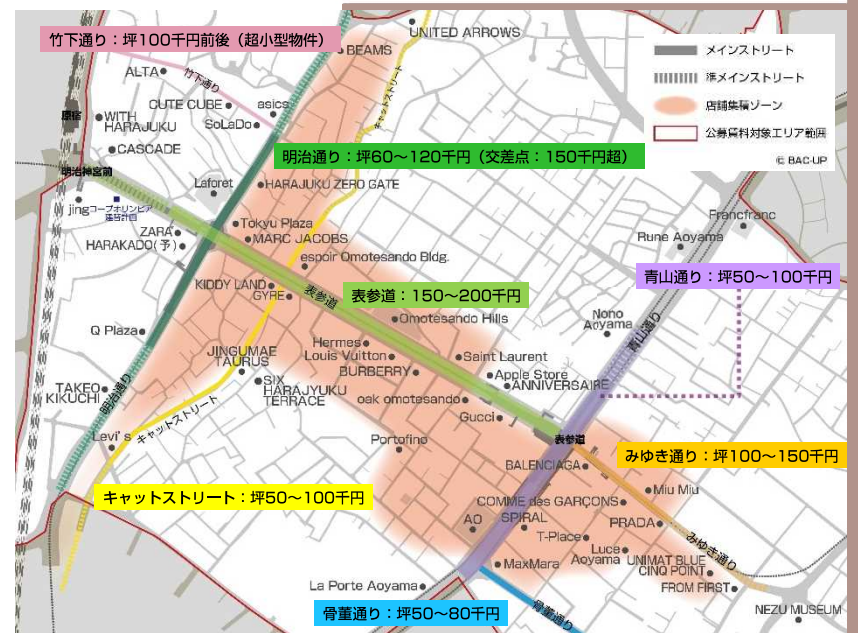 竹下通り：坪100千円前後（超小型物件）
UNITED ARROWS
BEAMS
メインストリート
準メインストリート
店舗集積ゾーン
公募賃料対象エリア範囲
© BAC-UP
ALTA
竹下通り
キャットストリート
CUTE CUBE
asics
SoLaDo
原宿
WITH
HARAJUKU
CASCADE
明治通り：坪60〜120千円（交差点：150千円超）
明治神宮前
Laforet
HARAJUKU ZERO GATE
jing
コープオリンピア
建替計画
Tokyu Plaza
ZARA
MARC JACOBS
HARAKADO(予)
Francfranc
Rune Aoyama
espoir Omotesando Bldg.
青山通り：坪50〜100千円
KIDDY LAND
GYRE
表参道
表参道：150〜200千円
Omotesando Hills
Nono
Aoyama
青山通り
Q Plaza
Hermes
Louis Vuitton
BURBERRY
JINGUMAE
TAURUS
Saint Laurent
Apple Store
ANNIVERSAIRE
SIX
HARAJYUKU
TERRACE
TAKEO
KIKUCHI
明治通り
oak omotesando
Gucci
キャットストリート
Levi's
Portofino
表参道
みゆき通り：坪100〜150千円
BALENCIAGA
キャットストリート：坪50〜100千円
Miu Miu
COMME des GARÇONS
AO
SPIRAL
PRADA
T-Place
みゆき通り
Luce
Aoyama
UNIMAT BLUE
CINQ POINT
MaxMara
La Porte Aoyama
FROM FIRST
骨董通り：坪50〜80千円
骨董通り
NEZU MUSEUM